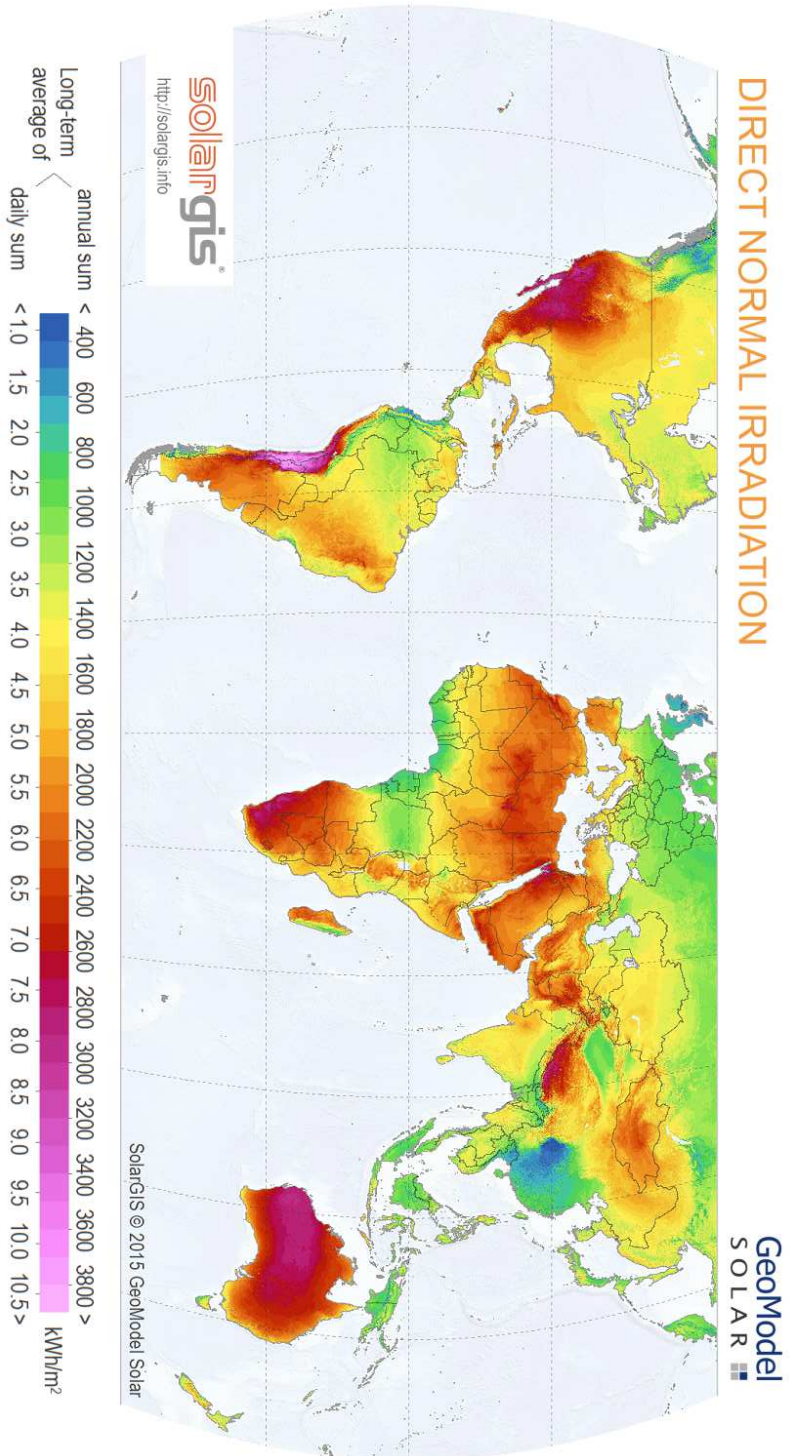 DIRECT NORMAL IRRADIATION
GeoModel
SOLAR
solargis®
http://solargis.info
SolarGIS © 2015 GeoModel Solar
Long-term
average of
annual sum < 400 600 800 1000 1200 1400 1600 1800 2000 2200 2400 2600 2800 3000 3200 3400 3600 3800 >
daily sum < 1.0 1.5 2.0 2.5 3.0 3.5 4.0 4.5 5.0 5.5 6.0 6.5 7.0 7.5 8.0 8.5 9.0 9.5 10.0 10.5 >
kWh/m²